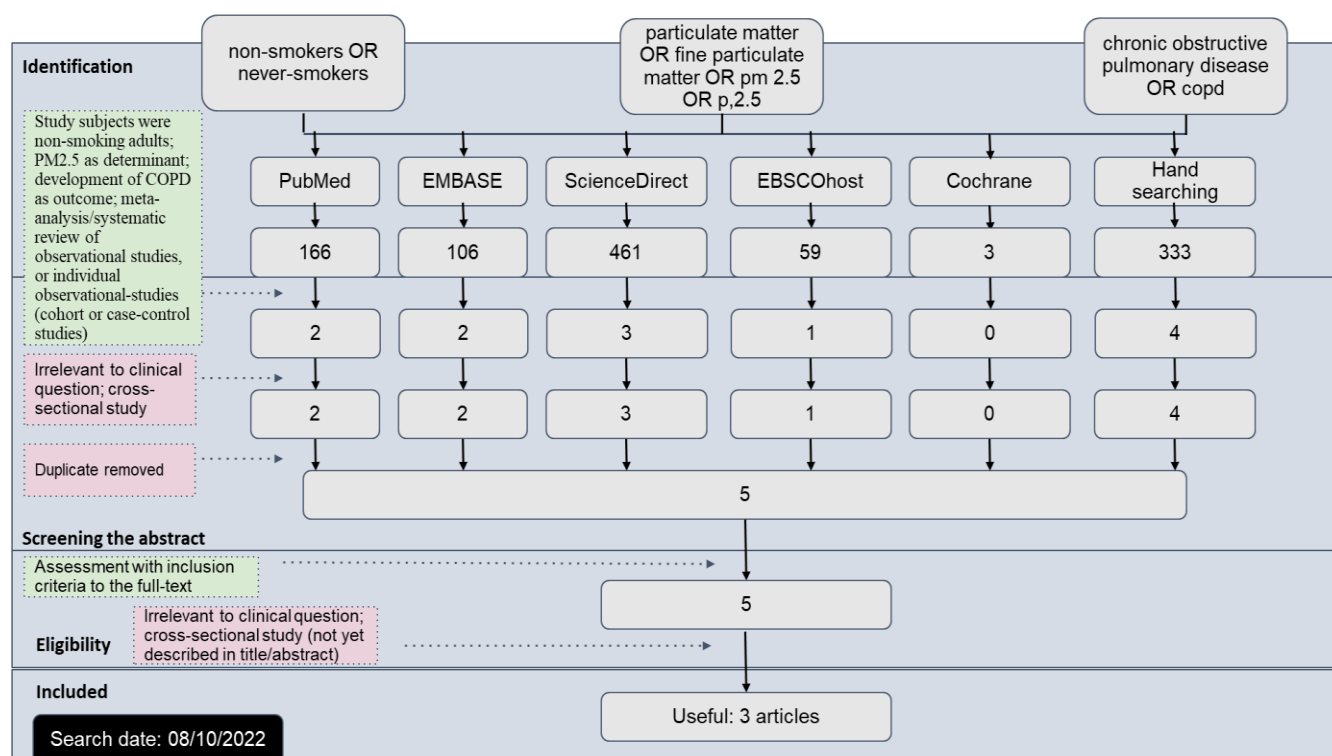 non-smokers OR
never-smokers
particulate matter
OR fine particulate
matter OR pm 2.5
OR p,2.5
chronic obstructive
pulmonary disease
OR copd
Identification
Study subjects were
non-smoking adults;
PM2.5 as determinant;
development of COPD
as outcome; meta-
analysis/systematic
review of
observational studies,
or individual
observational-studies
(cohort or case-control
studies)
PubMed
EMBASE
ScienceDirect
EBSCOhost
Cochrane
Hand
searching
166
106
461
59
3
333
2
2
3
1
0
4
Irrelevant to clinical
question; cross-
sectional study
2
2
3
1
0
4
Duplicate removed
5
Screening the abstract
Assessment with inclusion
criteria to the full-text
5
Eligibility
Irrelevant to clinical question;
cross-sectional study (not yet
described in title/abstract)
Included
Useful: 3 articles
Search date: 08/10/2022